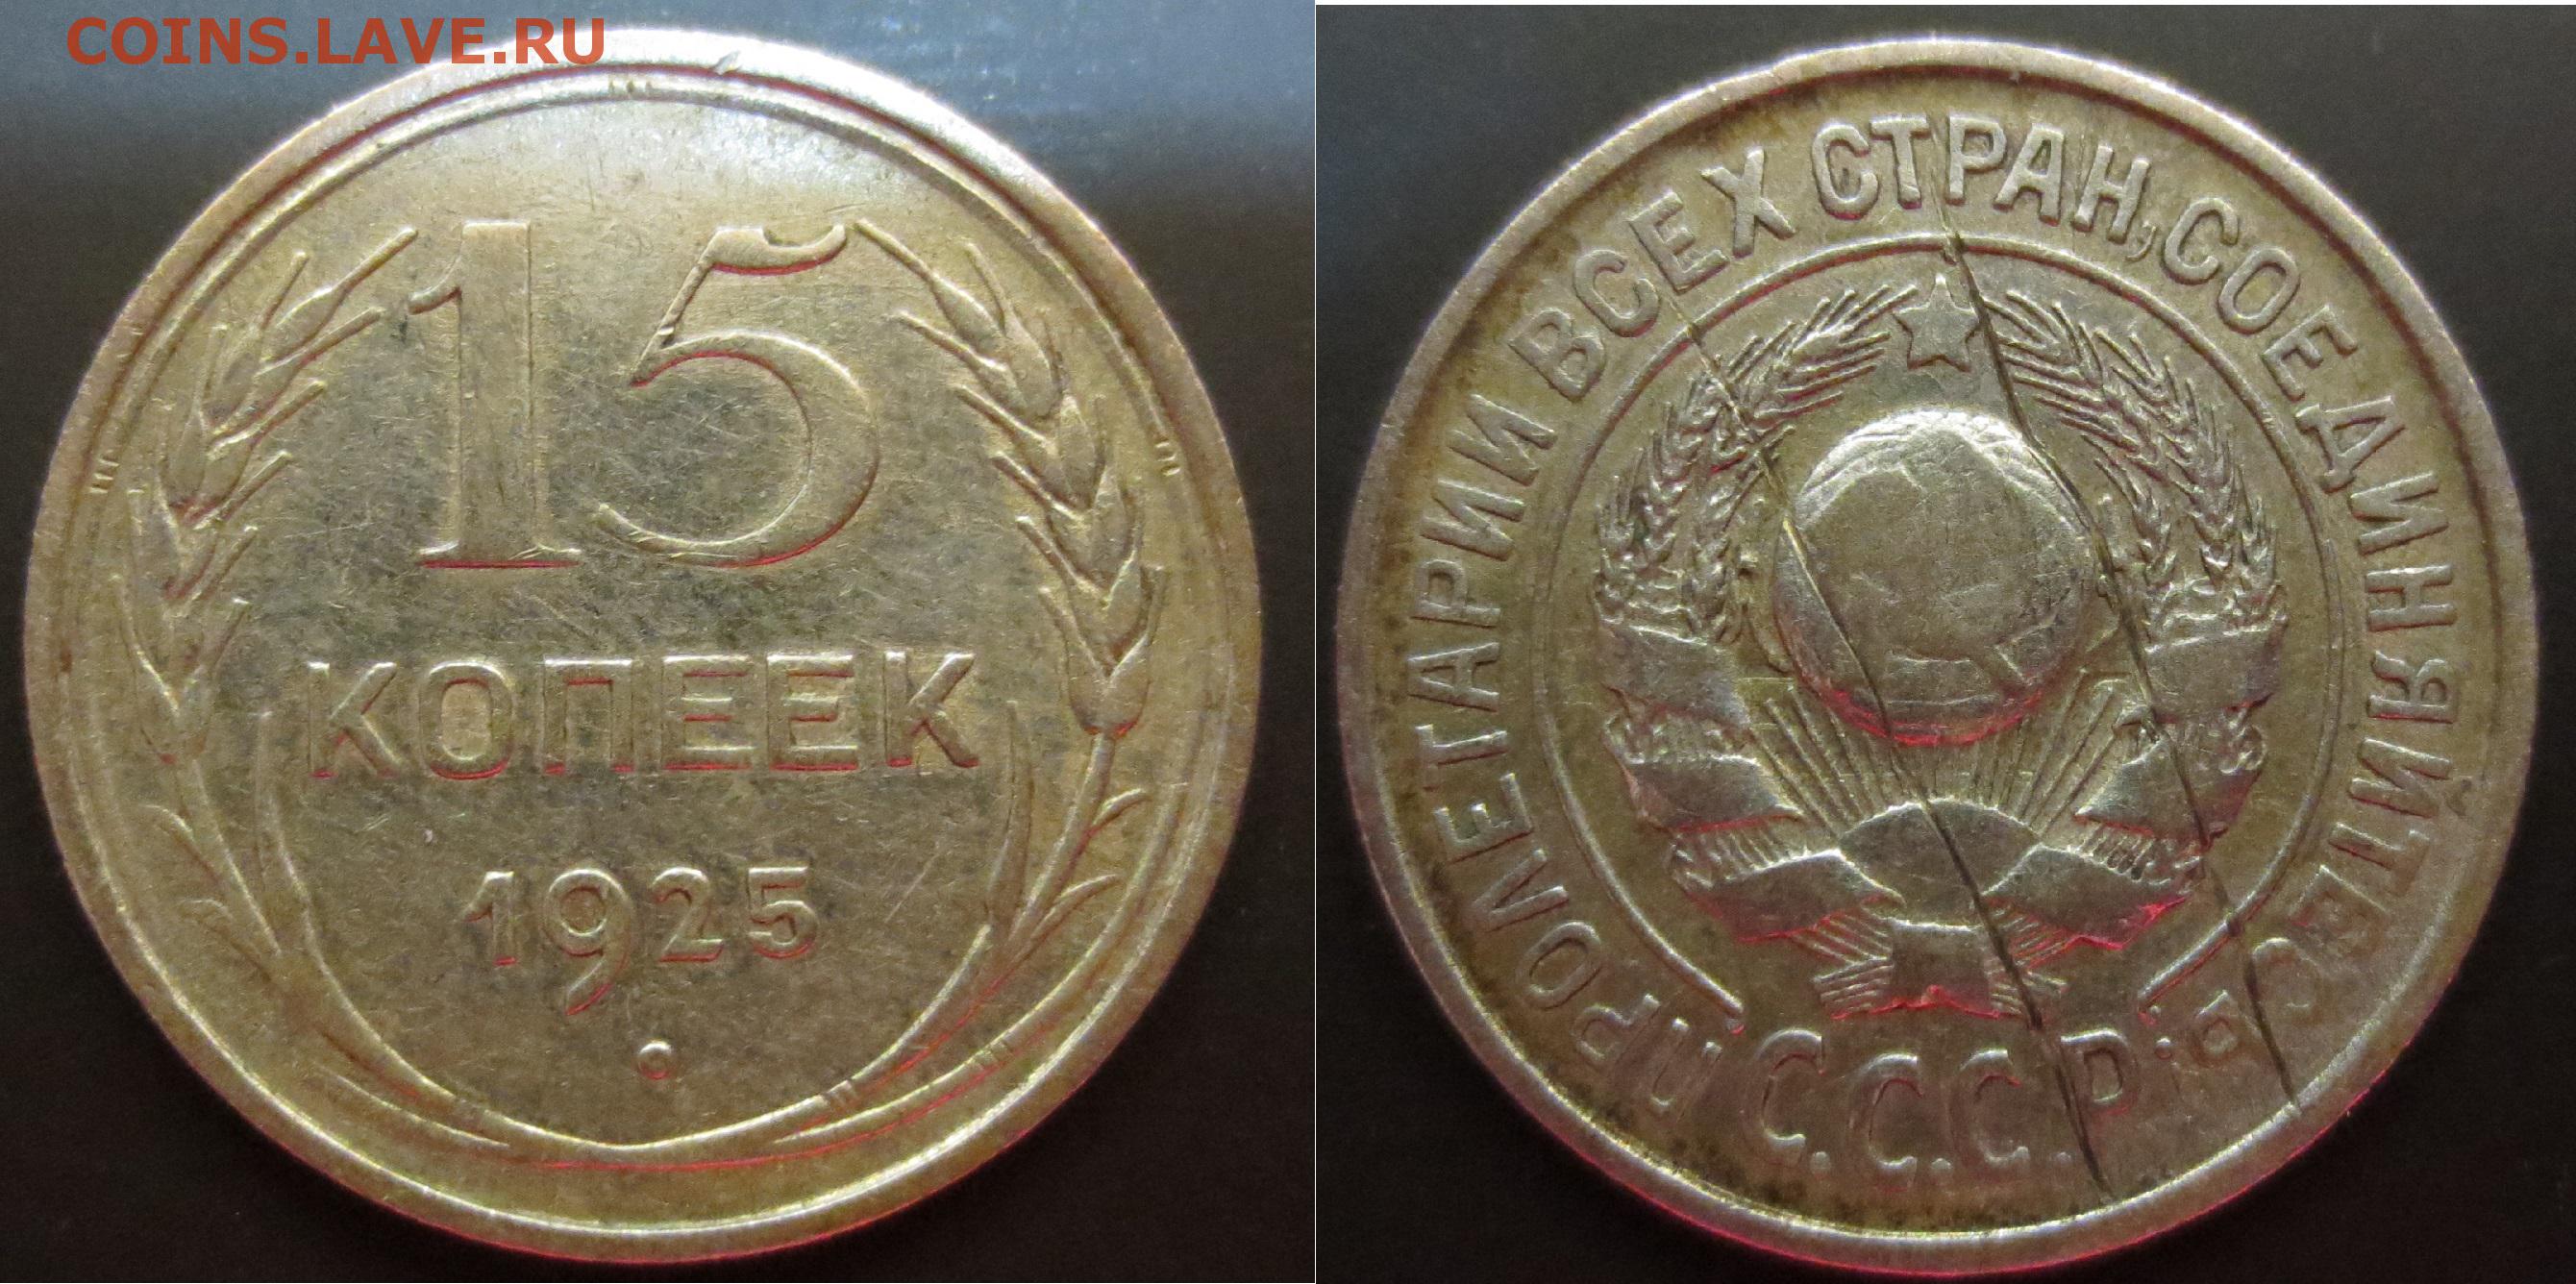 COINS.LAVE.RU
15
КОПЕЕК
1925
ПРОЛЕТАРИИ ВСЕХ СТРАН, СОЕДИНЯЙТЕСЬ!
С.С.С.Р.